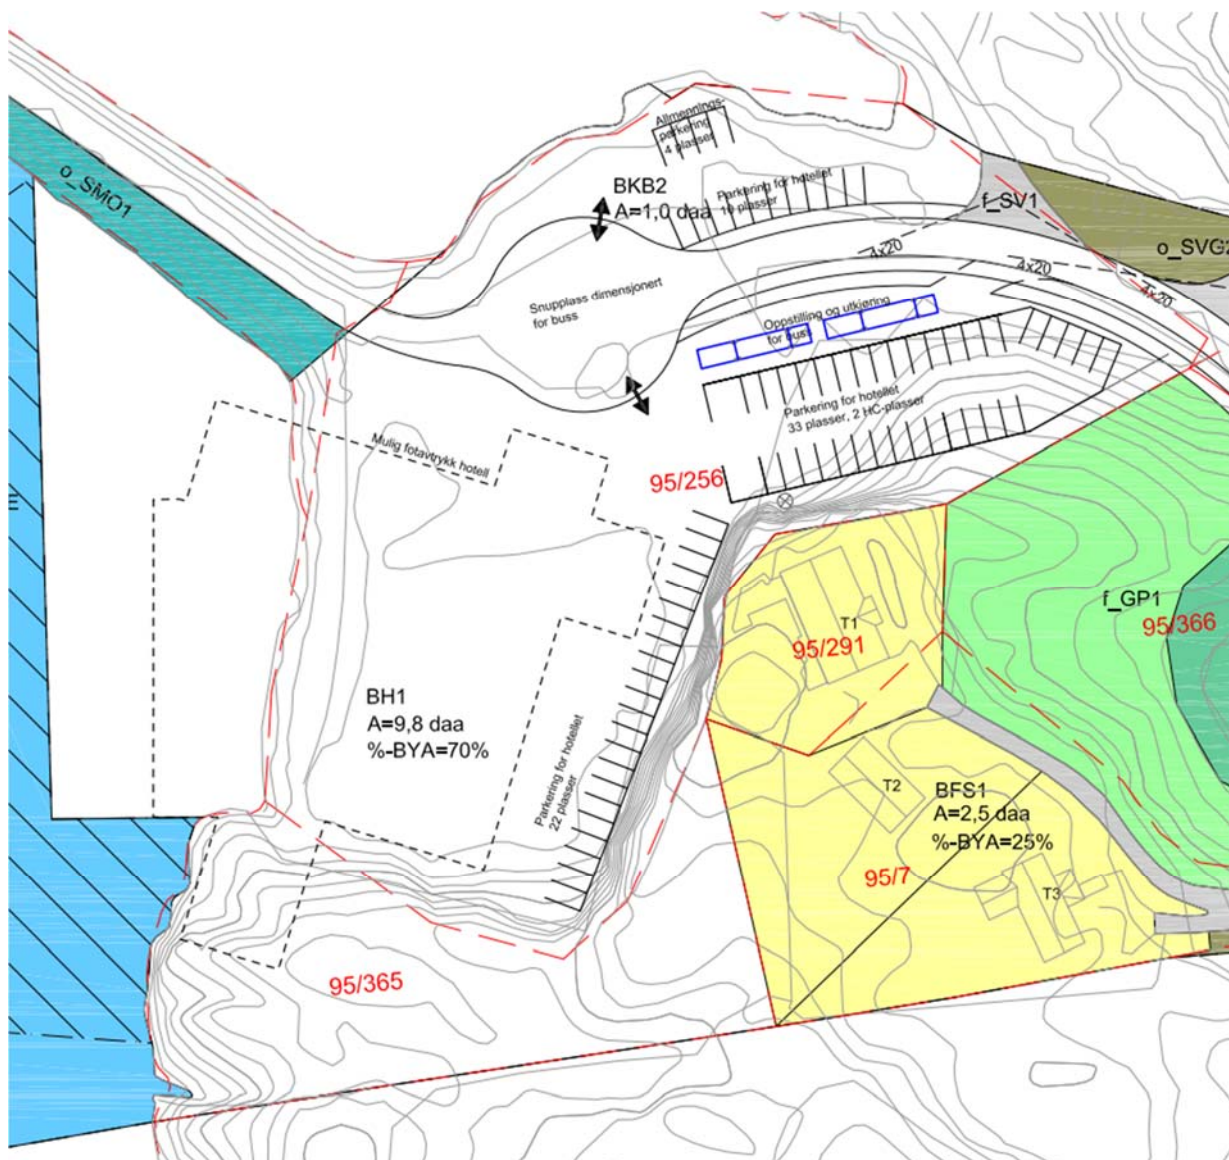 Allmennings-
parkering
4 plasser
o_SMO1
BKB2
A=1,0 daa
Parkering for hotellet
10 plasser
f_SV1
o_SVG2
4x20
4x20
4x20
Snuplass dimensjonert
for buss
Oppstilling og utkjøring
for buss
Parkering for hotellet
33 plasser, 2 HC-plasser
Mulig fotavtrykk hotell
95/256
E
f_GP1
95/366
T1
95/291
BH1
A=9,8 daa
%-BYA=70%
Parkering for hotellet
22 plasser
T2
BFS1
A=2,5 daa
%-BYA=25%
95/7
T3
95/365